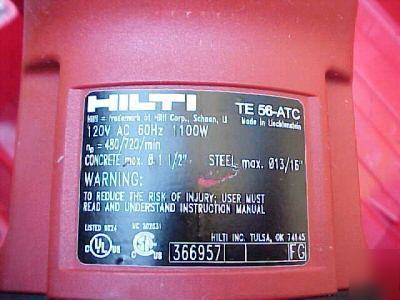 HILTI TE 56-ATC
Hilti = trademark of Hilti Corp., Schaan, LI Made in Liechtenstein
120V AC 60Hz 1100W
n₀ = 480/720/min
CONCRETE max. Ø 1 1/2" STEEL max. Ø13/16"
WARNING:
TO REDUCE THE RISK OF INJURY; USER MUST
READ AND UNDERSTAND INSTRUCTION MANUAL
LISTED
UL
HILTI INC. TULSA, OK 74145
366957 FG